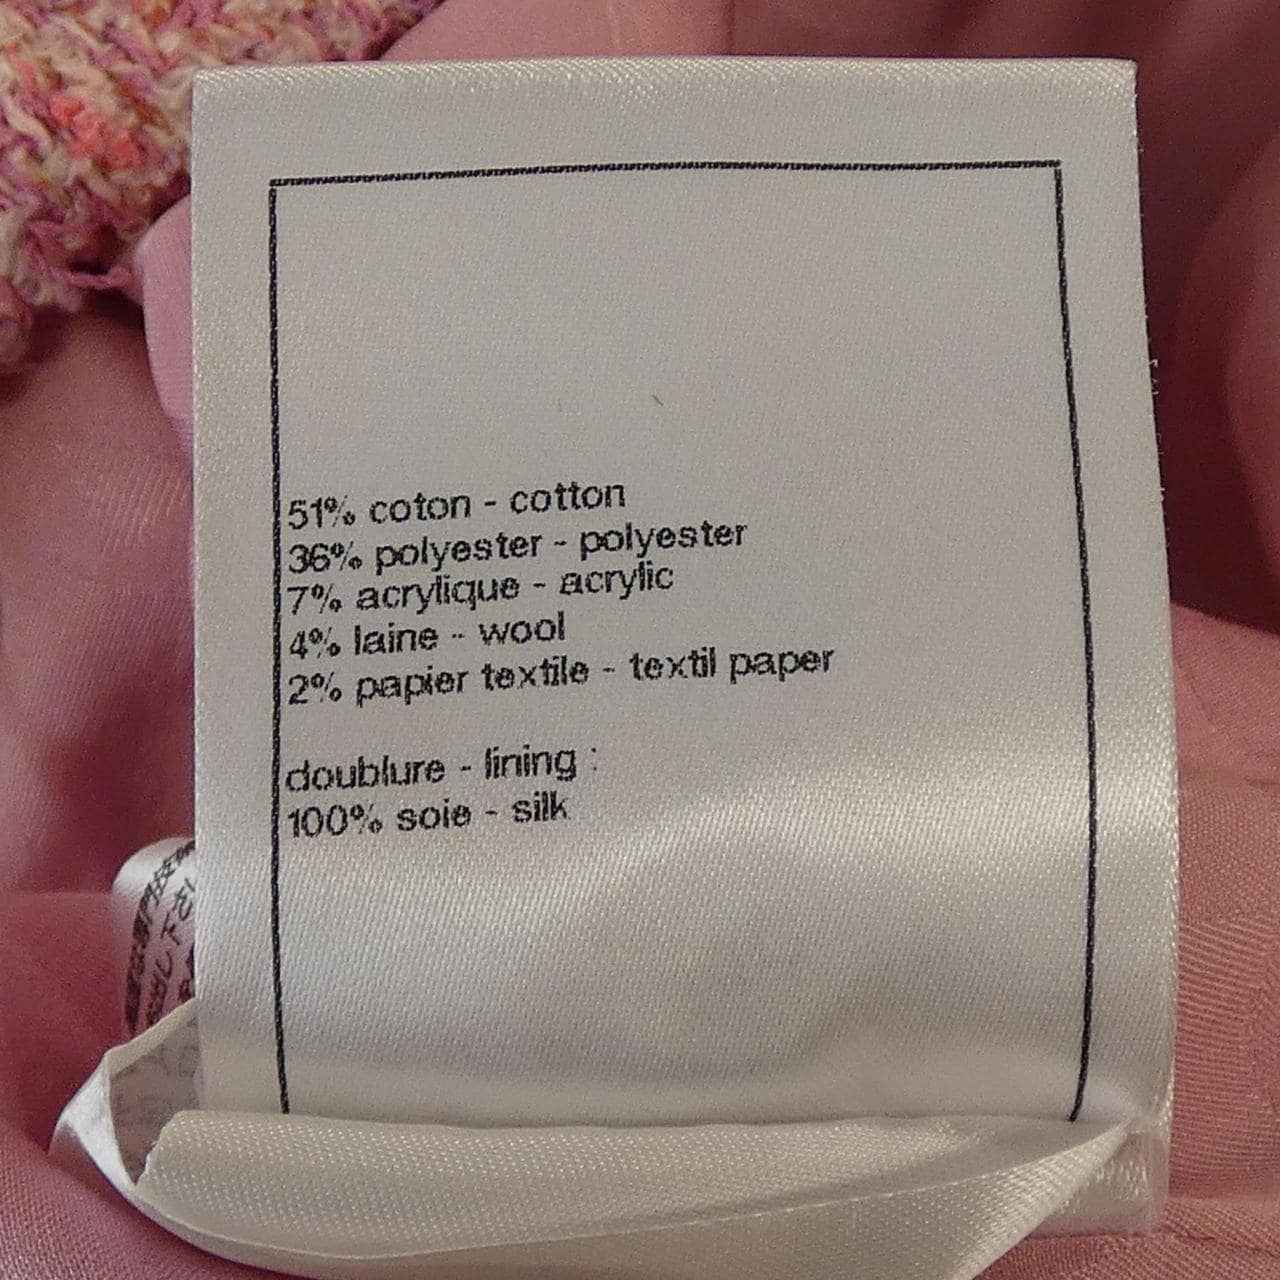 51% coton - cotton
36% polyester - polyester
7% acrylique - acrylic
4% laine - wool
2% papier textile - textil paper
doublure - lining :
100% soie - silk